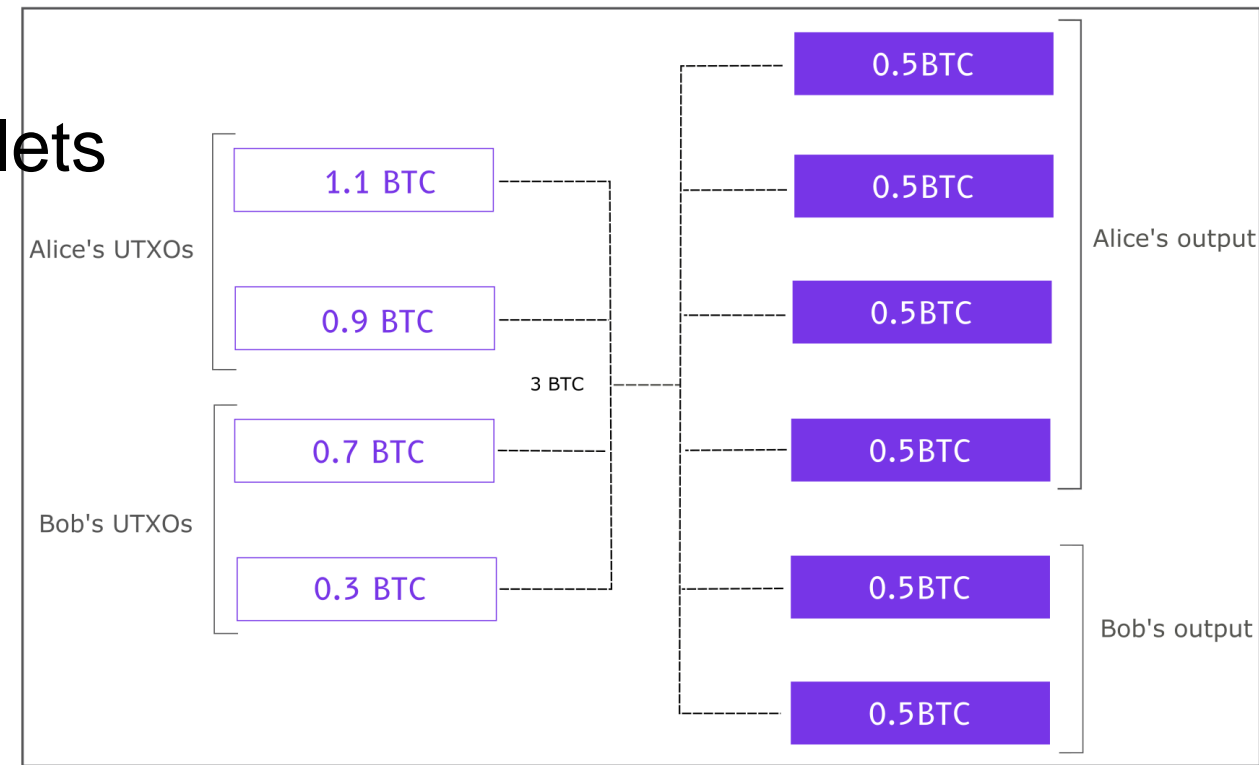 lets
Alice's UTXOs
1.1 BTC
0.9 BTC
Bob's UTXOs
0.7 BTC
0.3 BTC
3 BTC
0.5BTC
0.5BTC
0.5BTC
0.5BTC
Alice's output
0.5BTC
0.5BTC
Bob's output